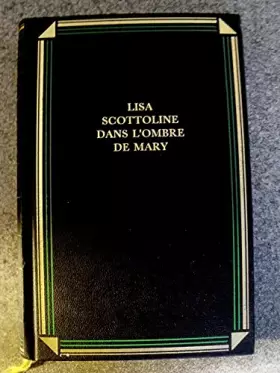 LISA
SCOTTOLINE
DANS L'OMBRE
DE MARY